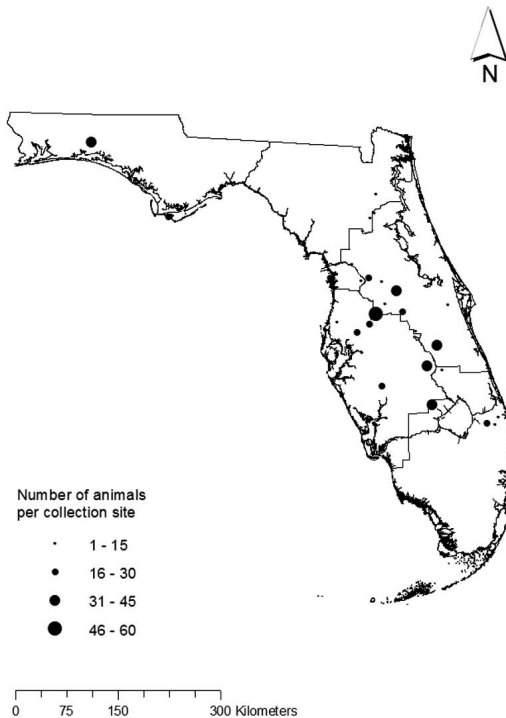 N
Number of animals
per collection site
1 - 15
16 - 30
31 - 45
46 - 60
0 75 150 300 Kilometers